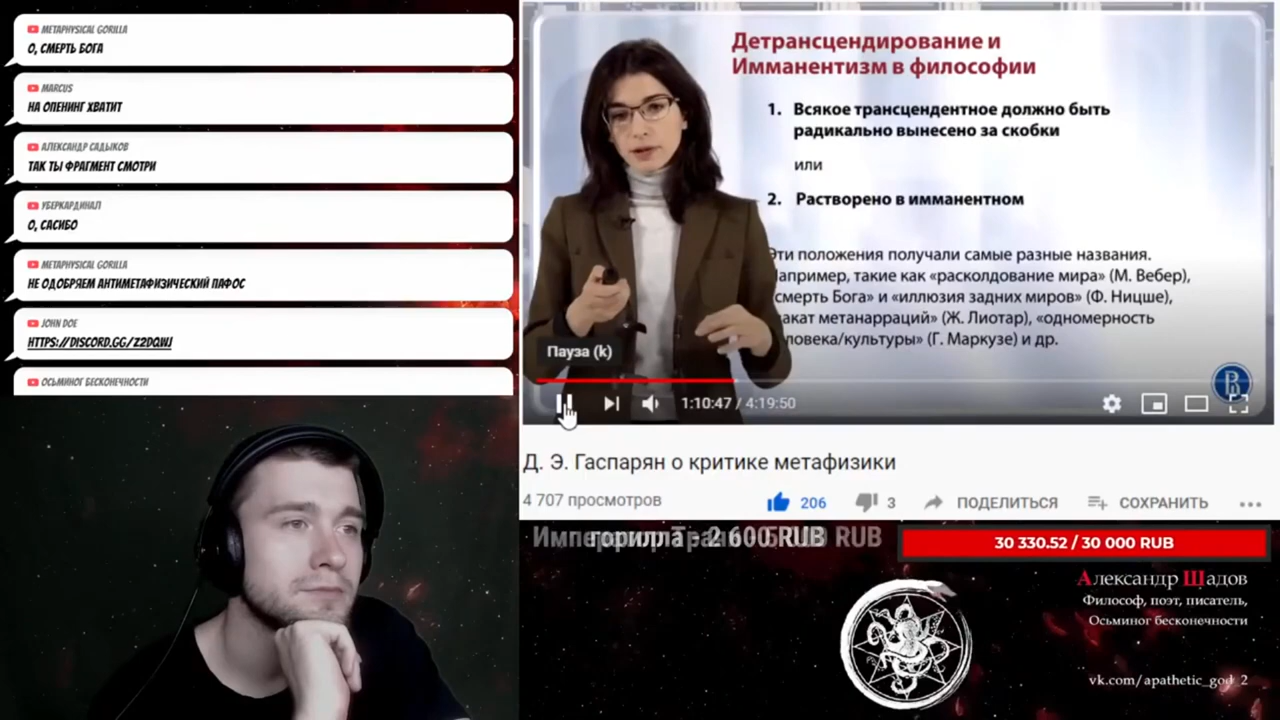 METAPHYSICAL GORILLA
О, СМЕРТЬ БОГА
MARCUS
НА ОПЕНИНГ ХВАТИТ
АЛЕКСАНДР САДЫКОВ
ТАК ТЫ ФРАГМЕНТ СМОТРИ
УБЕРКАРДИНАЛ
О, САСИБО
METAPHYSICAL GORILLA
НЕ ОДОБРЯЕМ АНТИМЕТАФИЗИЧЕСКИЙ ПАФОС
JOHN DOE
HTTPS://DISCORD.GG/Z2DQWJ
ОСЬМИНОГ БЕСКОНЕЧНОСТИ
Детрансцендирование и
Имманентизм в философии
1. Всякое трансцендентное должно быть
радикально вынесено за скобки
или
2. Растворено в имманентном
Эти положения получали самые разные названия.
Например, такие как «расколдование мира» (М. Вебер),
«смерть Бога» и «иллюзия задних миров» (Ф. Ницше),
закат метанарраций» (Ж. Лиотар), «одномерность
человека/культуры» (Г. Маркузе) и др.
Пауза (k)
1:10:47 / 4:19:50
Д. Э. Гаспарян о критике метафизики
4 707 просмотров
206
3
ПОДЕЛИТЬСЯ
СОХРАНИТЬ
30 330.52 / 30 000 RUB
Александр Шадов
Философ, поэт, писатель,
Осьминог бесконечности
vk.com/apathetic_god_2